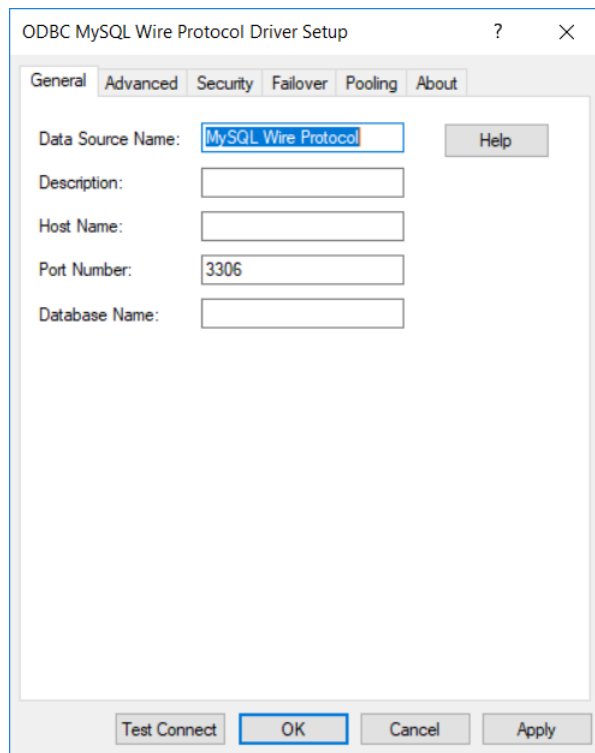 ODBC MySQL Wire Protocol Driver Setup ?
General Advanced Security Failover Pooling About
Data Source Name: MySQL Wire Protocol Help
Description:
Host Name:
Port Number: 3306
Database Name:
Test Connect OK Cancel Apply